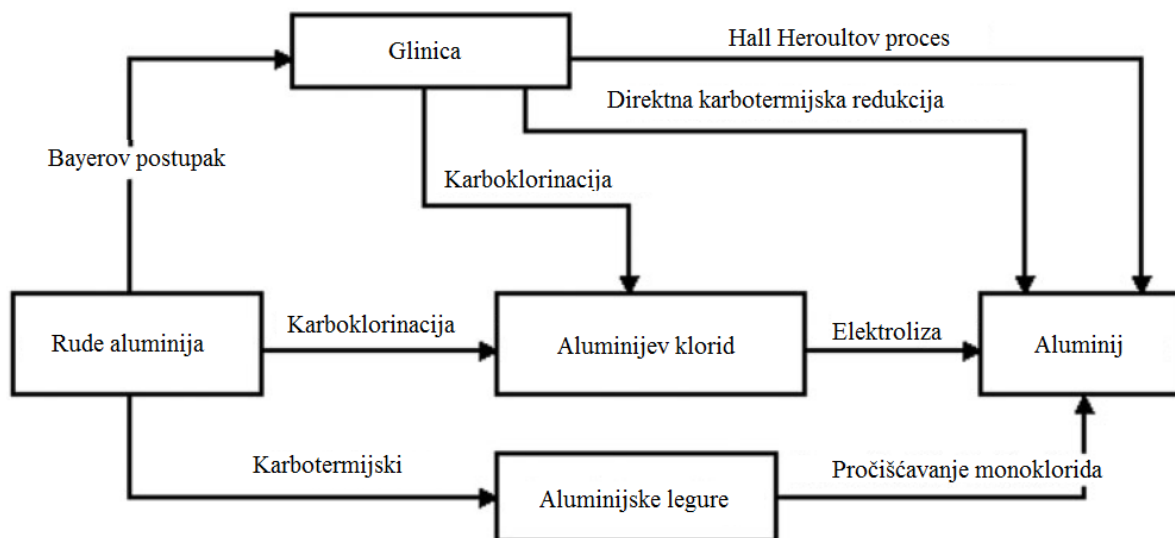 Glinica
Hall Heroultov proces
Direktna karbotermijska redukcija
Bayerov postupak
Karboklorinacija
Rude aluminija
Karboklorinacija
Aluminijev klorid
Elektroliza
Aluminij
Karbotermijski
Aluminijske legure
Pročišćavanje monoklorida